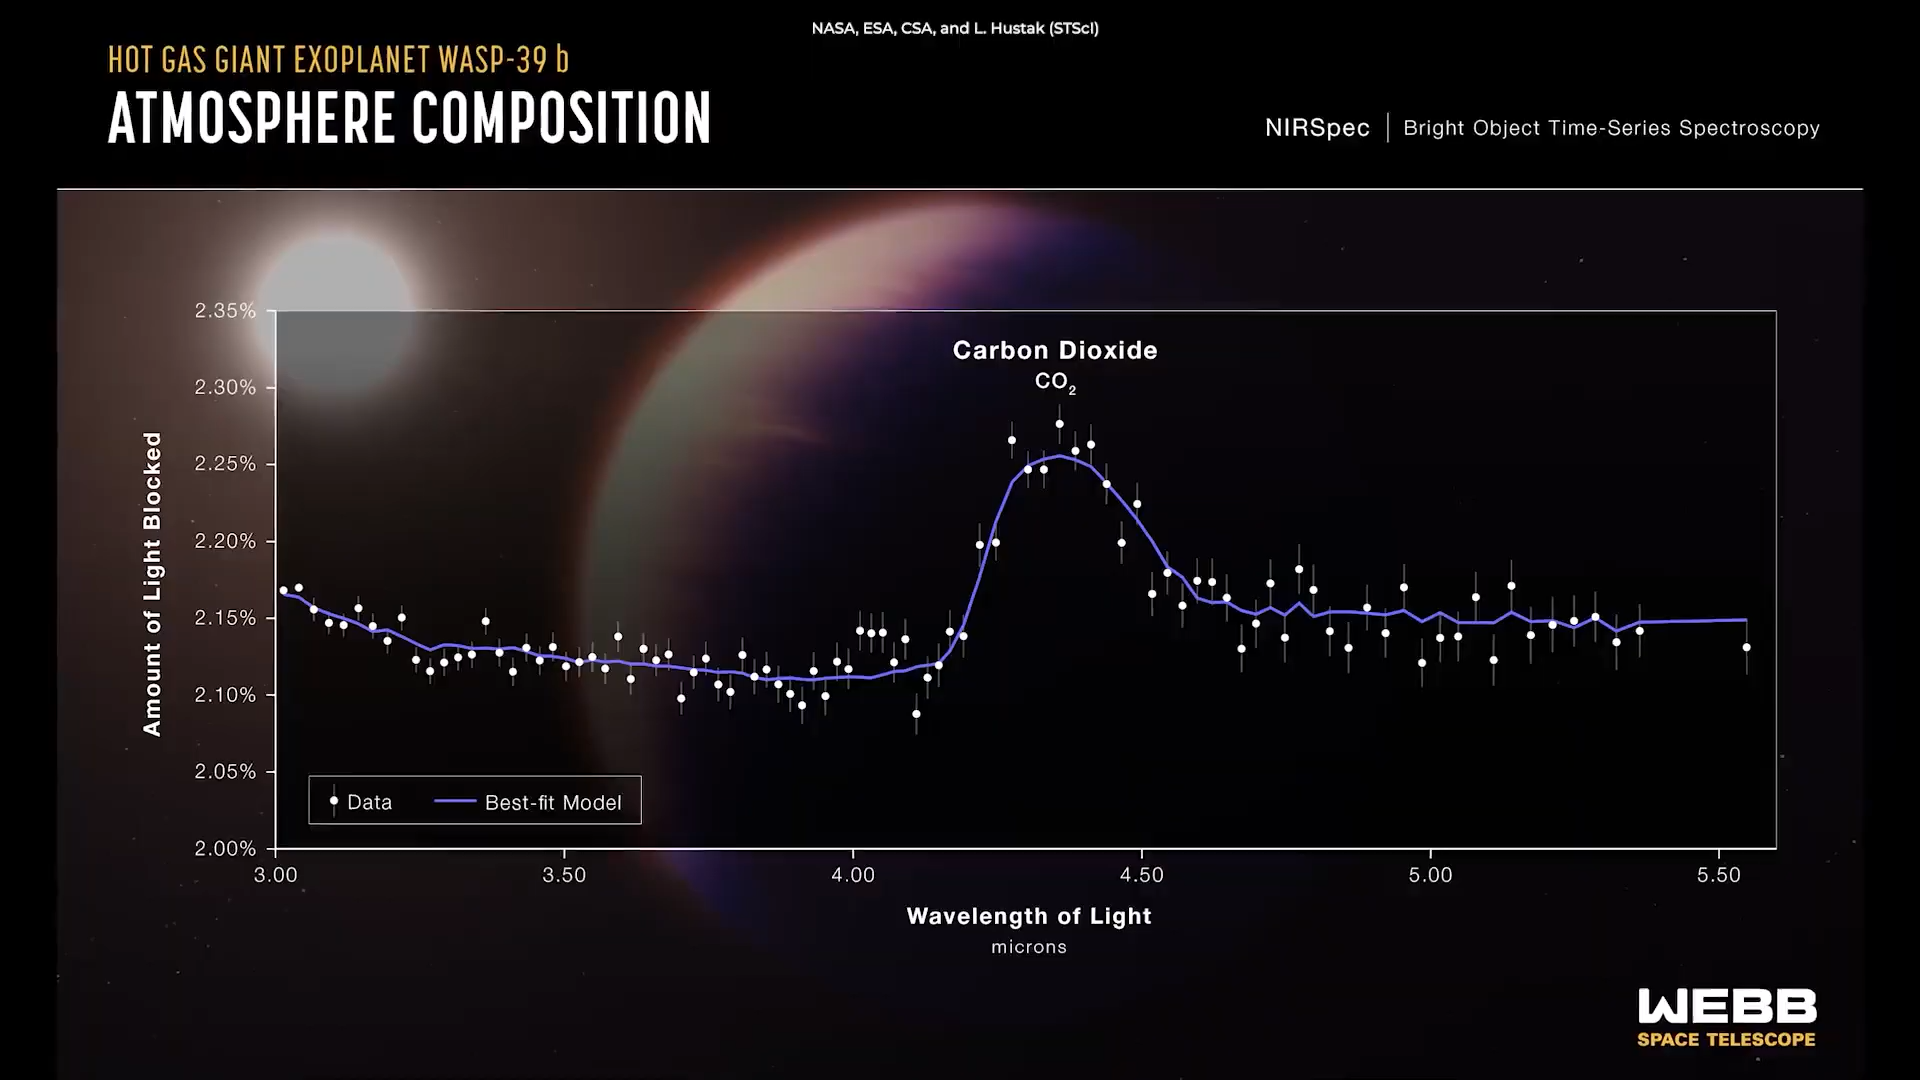 NASA, ESA, CSA, and L. Hustak (STScI)
HOT GAS GIANT EXOPLANET WASP-39 b
ATMOSPHERE COMPOSITION
NIRSpec | Bright Object Time-Series Spectroscopy
Carbon Dioxide
CO₂
Amount of Light Blocked
2.35%
2.30%
2.25%
2.20%
2.15%
2.10%
2.05%
2.00%
Data
Best-fit Model
3.00 3.50 4.00 4.50 5.00 5.50
Wavelength of Light
microns
WEBB
SPACE TELESCOPE